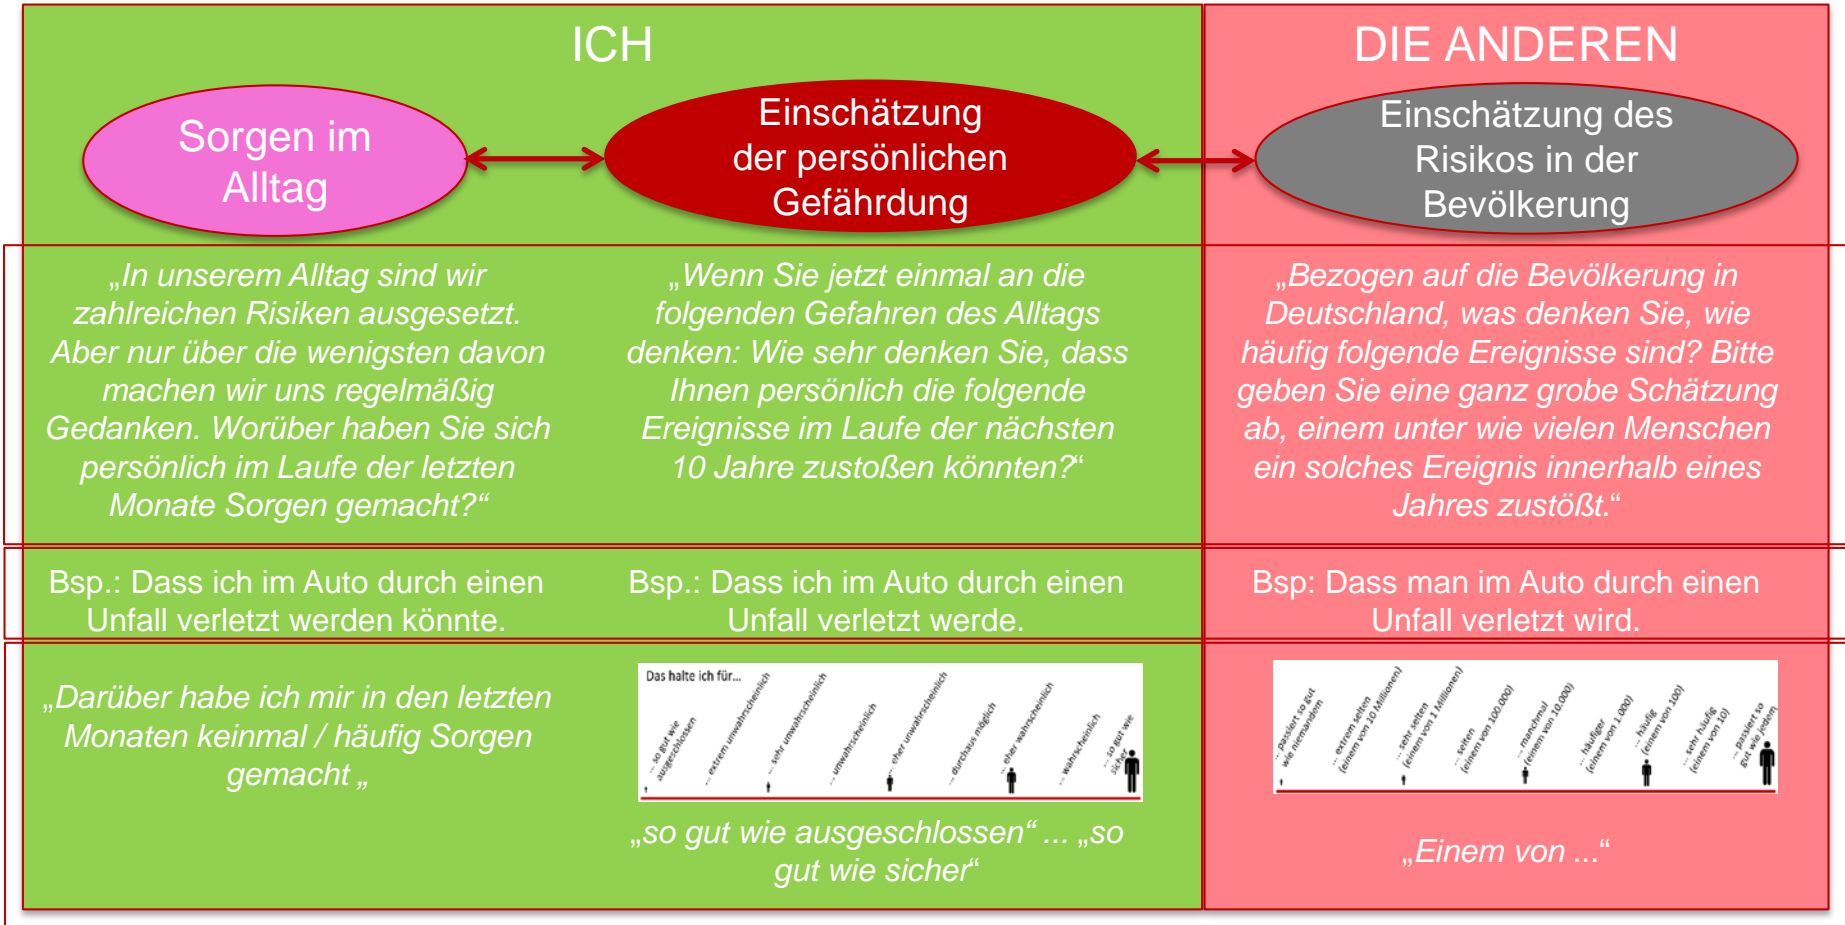 ICH
DIE ANDEREN
Sorgen im
Alltag
Einschätzung
der persönlichen
Gefährdung
Einschätzung des
Risikos in der
Bevölkerung
„In unserem Alltag sind wir
zahlreichen Risiken ausgesetzt.
Aber nur über die wenigsten davon
machen wir uns regelmäßig
Gedanken. Worüber haben Sie sich
persönlich im Laufe der letzten
Monate Sorgen gemacht?“
„Wenn Sie jetzt einmal an die
folgenden Gefahren des Alltags
denken: Wie sehr denken Sie, dass
Ihnen persönlich die folgende
Ereignisse im Laufe der nächsten
10 Jahre zustoßen könnten?“
„Bezogen auf die Bevölkerung in
Deutschland, was denken Sie, wie
häufig folgende Ereignisse sind? Bitte
geben Sie eine ganz grobe Schätzung
ab, einem unter wie vielen Menschen
ein solches Ereignis innerhalb eines
Jahres zustößt.“
Bsp.: Dass ich im Auto durch einen
Unfall verletzt werden könnte.
Bsp.: Dass ich im Auto durch einen
Unfall verletzt werde.
Bsp: Dass man im Auto durch einen
Unfall verletzt wird.
„Darüber habe ich mir in den letzten
Monaten keinmal / häufig Sorgen
gemacht „
Das halte ich für...
... so gut wie
ausgeschlossen
... extrem unwahrscheinlich
... sehr unwahrscheinlich
... unwahrscheinlich
... eher unwahrscheinlich
... durchaus möglich
... eher wahrscheinlich
... wahrscheinlich
... so gut wie
sicher
„so gut wie ausgeschlossen“ ... „so
gut wie sicher“
... passiert so gut
wie niemandem
... extrem selten
(einem von 10 Millionen)
... sehr selten
(einem von 1 Millionen)
... selten
(einem von 100.000)
... manchmal
(einem von 10.000)
... häufiger
(einem von 1.000)
... häufig
(einem von 100)
... sehr häufig
(einem von 10)
... passiert so
gut wie jedem
„Einem von ...“